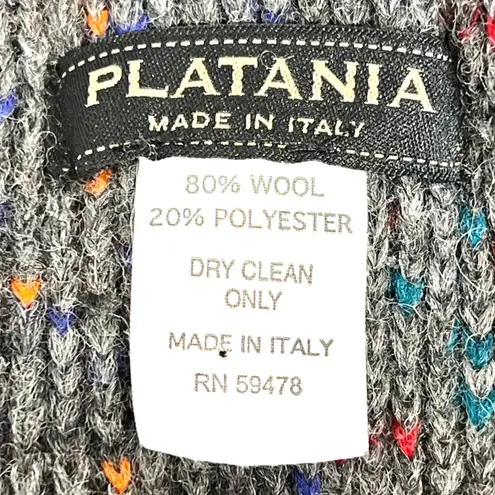 PLATANIA
MADE IN ITALY
80% WOOL
20% POLYESTER
DRY CLEAN
ONLY
MADE IN ITALY
RN 59478